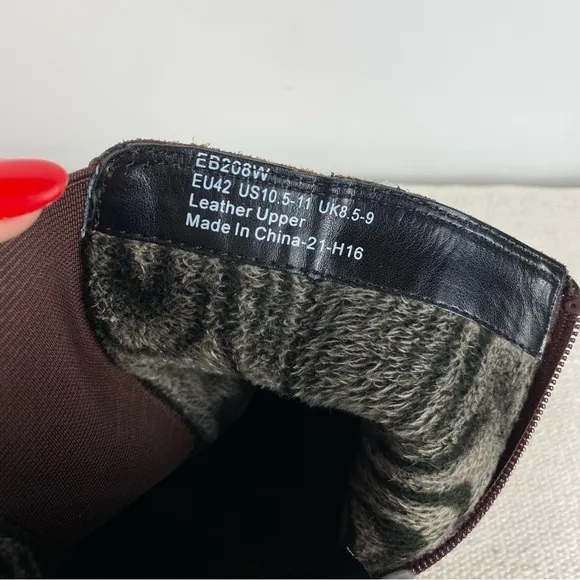 EB208W
EU42 US10.5-11 UK8.5-9
Leather Upper
Made In China-21-H16